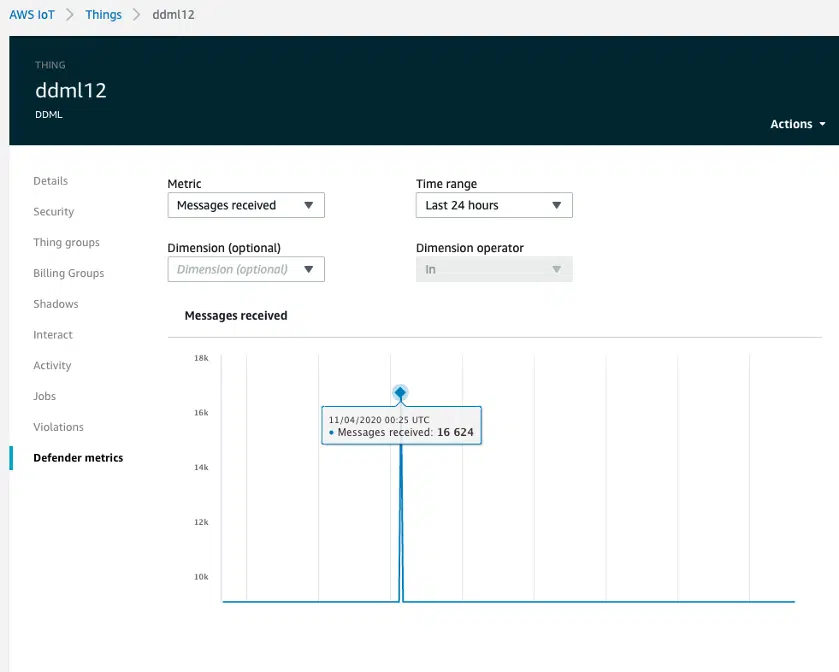 AWS IoT > Things > ddml12
THING
ddml12
DDML
Actions
Details
Security
Thing groups
Billing Groups
Shadows
Interact
Activity
Jobs
Violations
Defender metrics
Metric
Messages received
Time range
Last 24 hours
Dimension (optional)
Dimension (optional)
Dimension operator
In
Messages received
18k
16k
14k
12k
10k
11/04/2020 00:25 UTC
• Messages received: 16 624